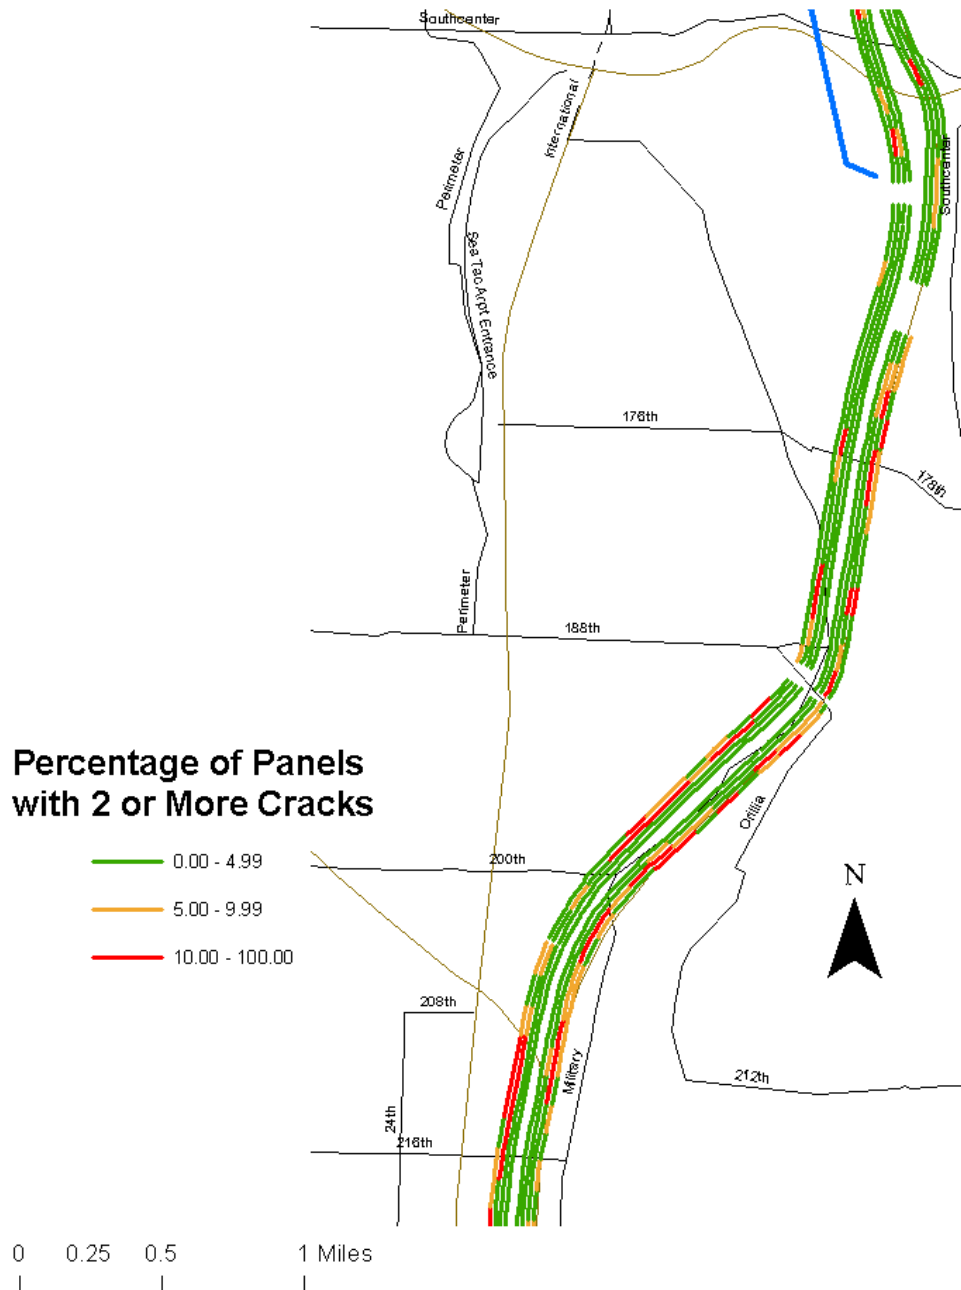 Southcenter
International
Perimeter
Southcenter
Sea Tac Arpt Entrance
176th
178th
Perimeter
188th
Percentage of Panels
with 2 or More Cracks
Orillia
0.00 - 4.99
200th
N
5.00 - 9.99
10.00 - 100.00
208th
Military
212th
24th
216th
0 0.25 0.5 1 Miles